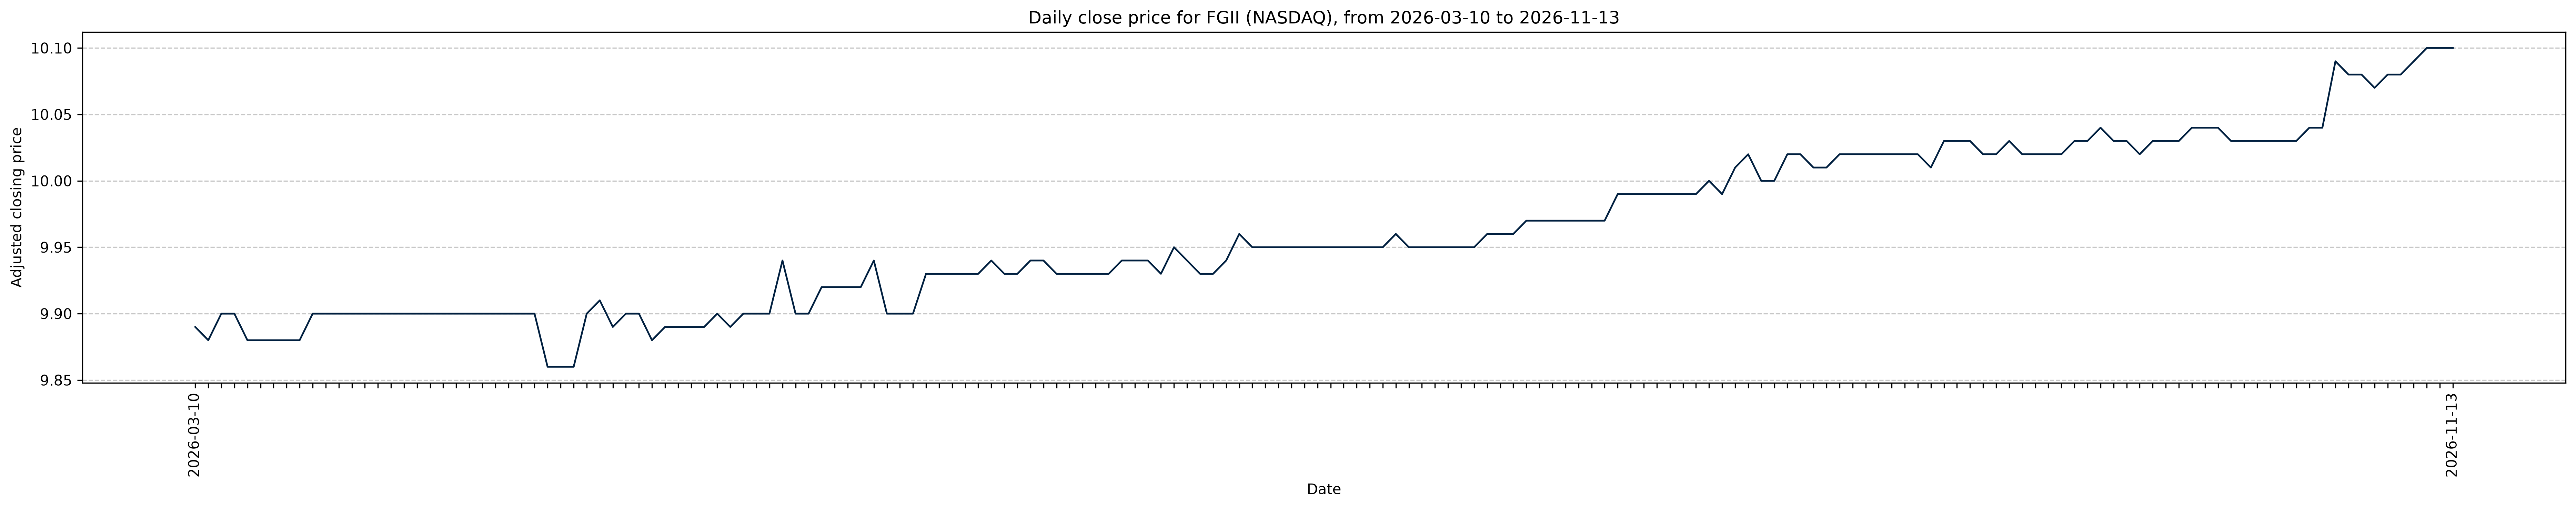 Daily close price for FGII (NASDAQ), from 2026-03-10 to 2026-11-13
Adjusted closing price
10.10
10.05
10.00
9.95
9.90
9.85
2026-03-10
2026-11-13
Date